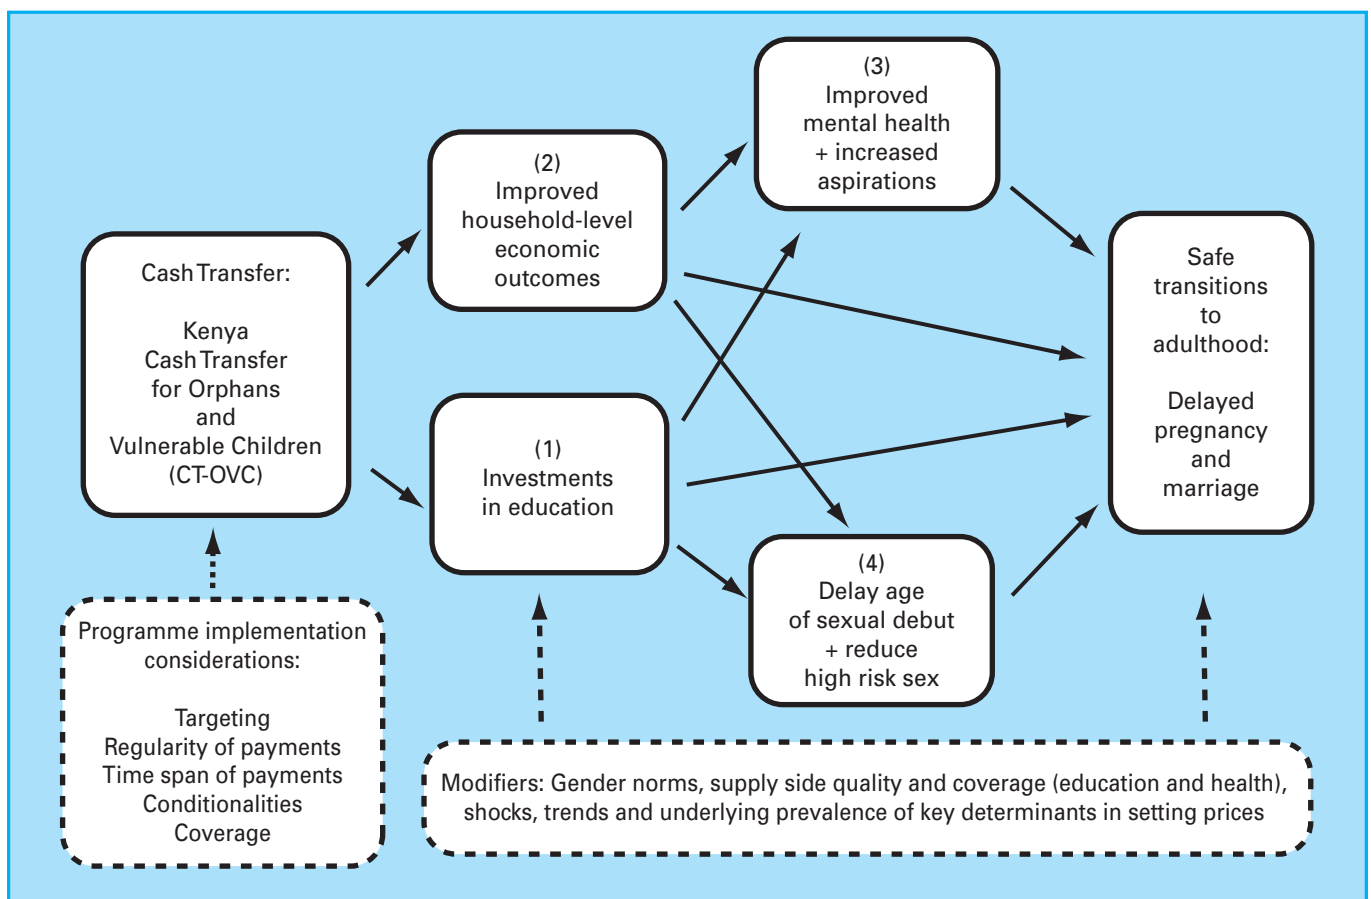 Cash Transfer:
Kenya
Cash Transfer
for Orphans
and
Vulnerable Children
(CT-OVC)
Programme implementation
considerations:
Targeting
Regularity of payments
Time span of payments
Conditionalities
Coverage
(2)
Improved
household-level
economic
outcomes
(1)
Investments
in education
(3)
Improved
mental health
+ increased
aspirations
(4)
Delay age
of sexual debut
+ reduce
high risk sex
Safe
transitions
to
adulthood:
Delayed
pregnancy
and
marriage
Modifiers: Gender norms, supply side quality and coverage (education and health),
shocks, trends and underlying prevalence of key determinants in setting prices